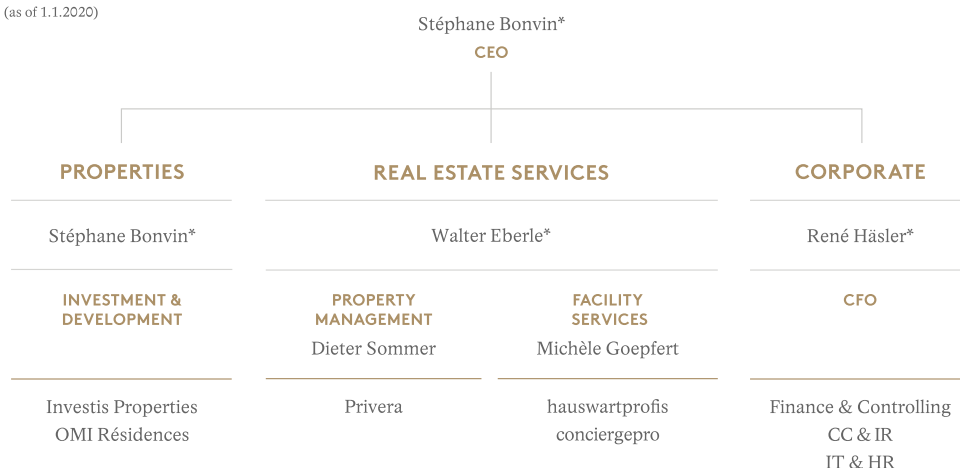 (as of 1.1.2020)
Stéphane Bonvin*
CEO
PROPERTIES
REAL ESTATE SERVICES
CORPORATE
Stéphane Bonvin*
Walter Eberle*
René Häsler*
INVESTMENT &
DEVELOPMENT
PROPERTY
MANAGEMENT
Dieter Sommer
FACILITY
SERVICES
Michèle Goepfert
CFO
Investis Properties
OMI Résidences
Privera
hauswartprofis
conciergepro
Finance & Controlling
CC & IR
IT & HR